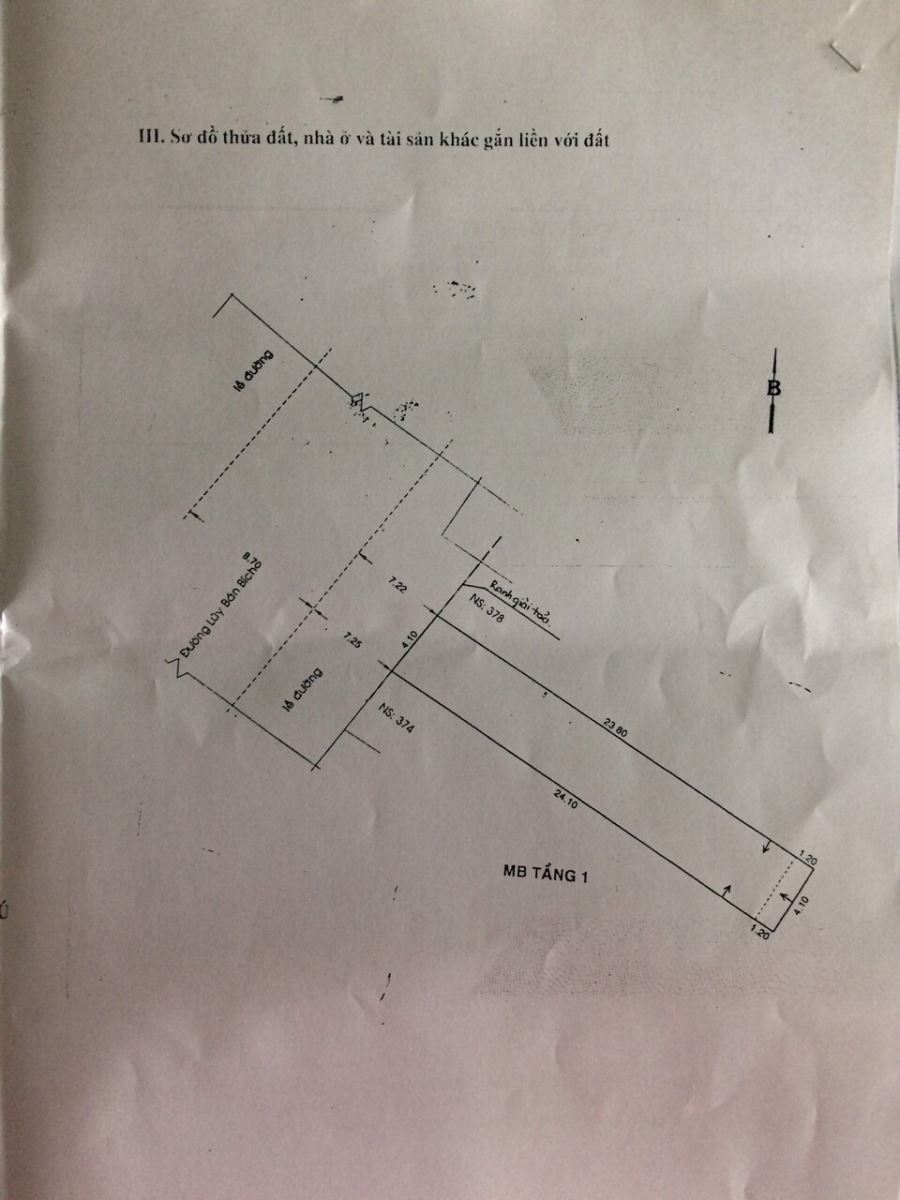 III. Sơ đồ thửa đất, nhà ở và tài sản khác gắn liền với đất
lề đường
B
8.70
Đường Lũy Bán Bích
7.22
Ranh giải toả.
NS: 378
4.10
7.25
lề đường
NS: 374
23.80
24.10
1.20
MB TẦNG 1
4.10
1.20